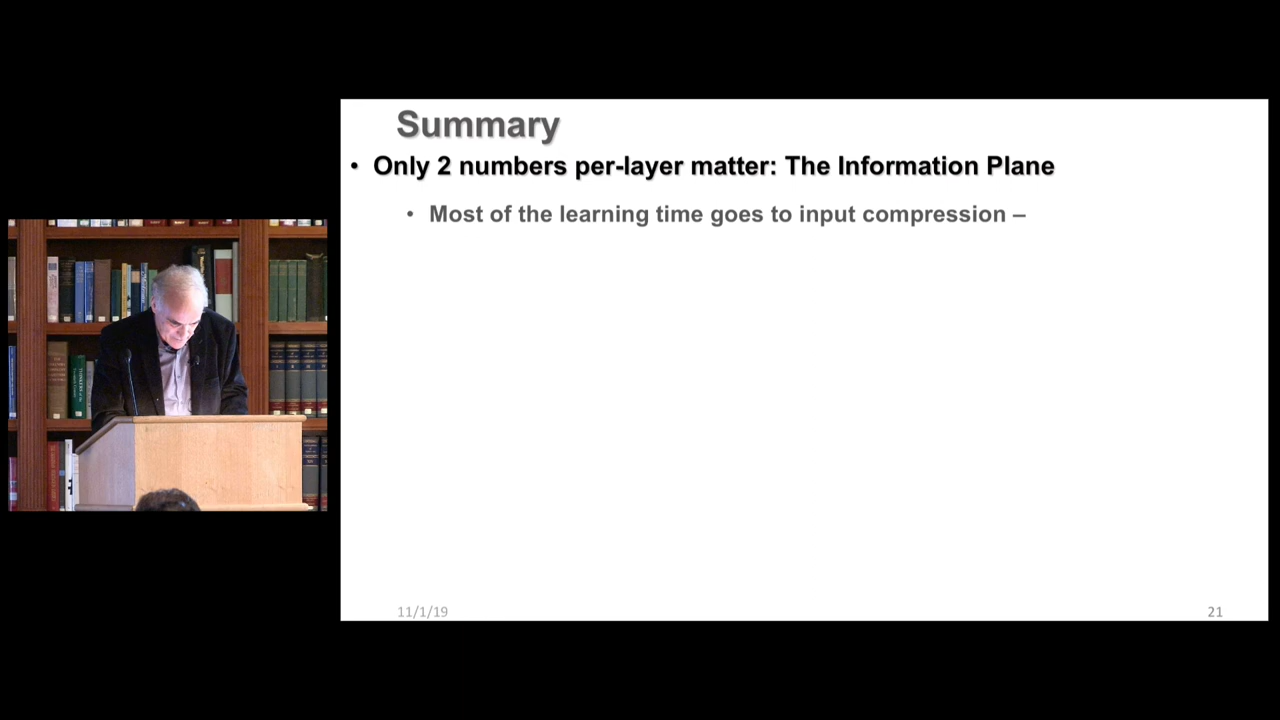 Summary
• Only 2 numbers per-layer matter: The Information Plane
• Most of the learning time goes to input compression –
11/1/19
21